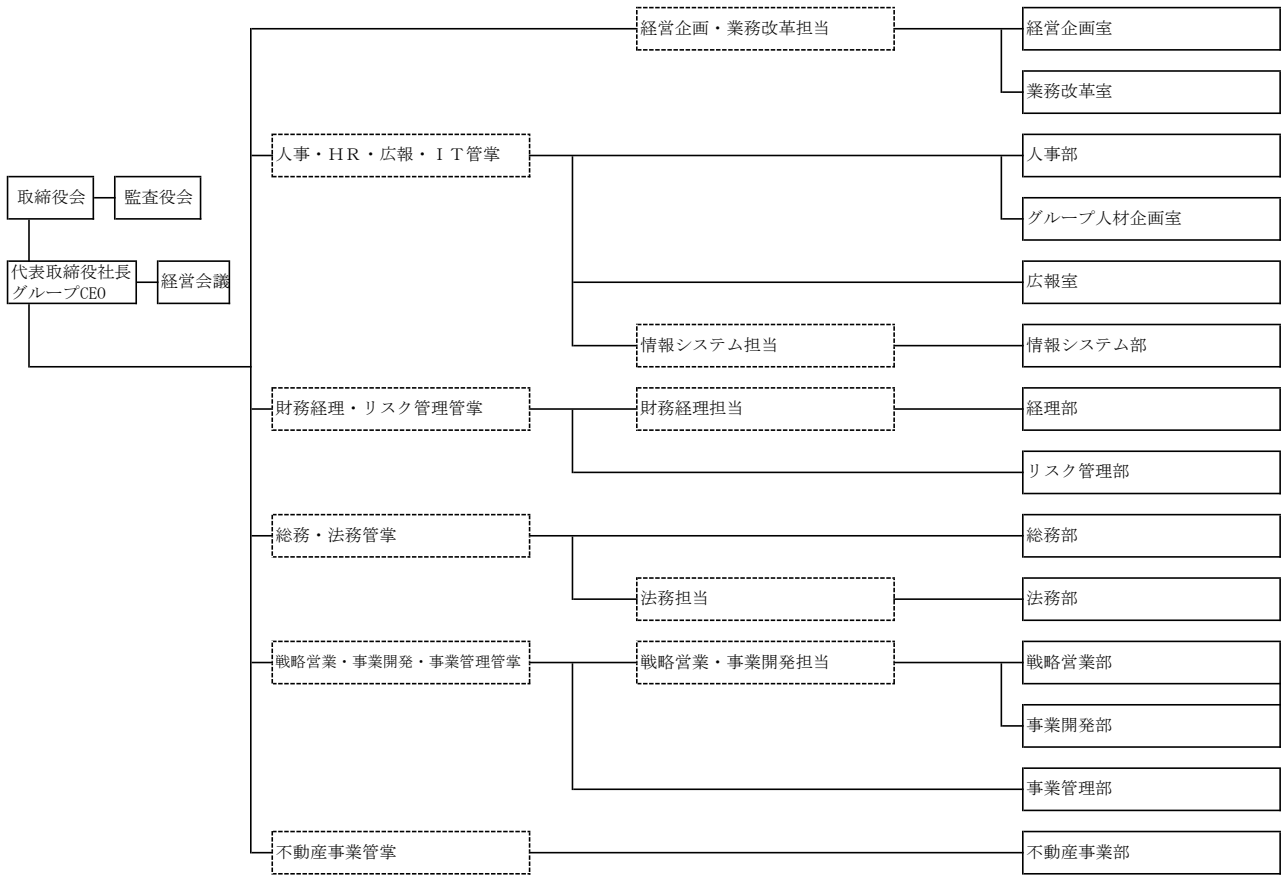 経営企画・業務改革担当
経営企画室
業務改革室
人事・HR・広報・IT管掌
人事部
取締役会
監査役会
グループ人材企画室
代表取締役社長
グループCEO
経営会議
広報室
情報システム担当
情報システム部
財務経理・リスク管理管掌
財務経理担当
経理部
リスク管理部
総務・法務管掌
総務部
法務担当
法務部
戦略営業・事業開発・事業管理管掌
戦略営業・事業開発担当
戦略営業部
事業開発部
事業管理部
不動産事業管掌
不動産事業部